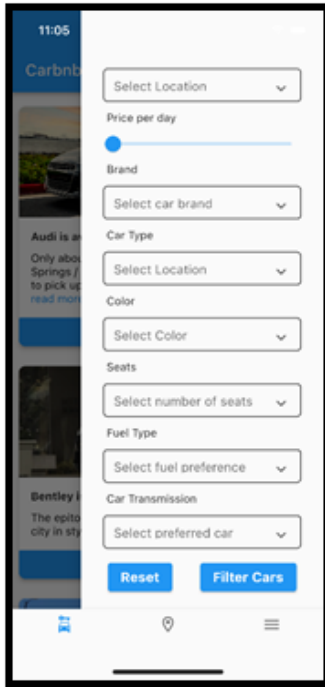 11:05
Carbnb
Select Location
Price per day
Brand
Select car brand
Audi is a
Car Type
Only abou
Select Location
Springs /
to pick up
read more
Color
Select Color
Seats
Select number of seats
Fuel Type
Select fuel preference
Bentley i
Car Transmission
The epito
Select preferred car
city in sty
Reset
Filter Cars